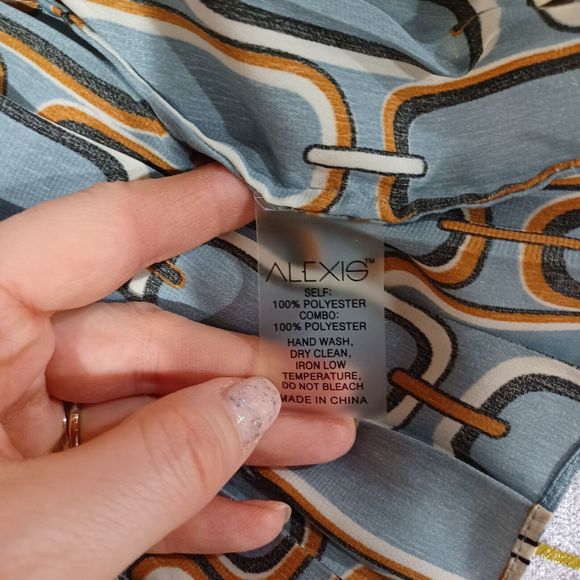 ALEXIS™
SELF:
100% POLYESTER
COMBO:
100% POLYESTER
HAND WASH,
DRY CLEAN,
IRON LOW
TEMPERATURE,
DO NOT BLEACH
MADE IN CHINA